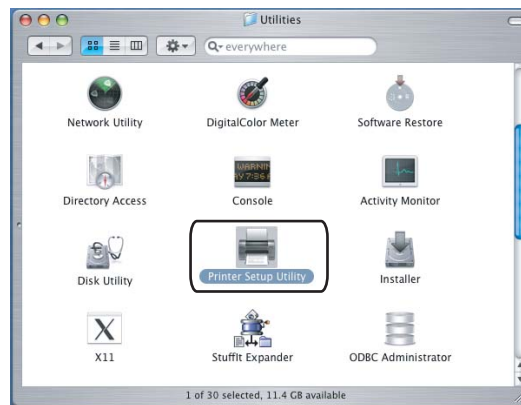 Utilities
everywhere
Network Utility
DigitalColor Meter
Software Restore
Directory Access
Console
Activity Monitor
Disk Utility
Printer Setup Utility
Installer
X11
StuffIt Expander
ODBC Administrator
1 of 30 selected, 11.4 GB available